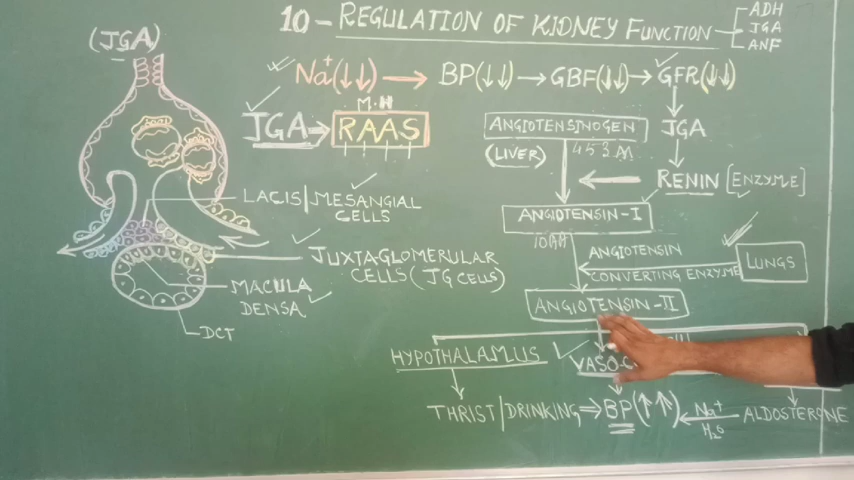 10 – REGULATION OF KIDNEY FUNCTION
ADH
JGA
ANF
(JGA)
Na⁺(↓↓) → BP(↓↓) → GBF(↓↓) → GFR(↓↓)
M·H
JGA → RAAS
ANGIOTENSINOGEN
JGA
(LIVER)
453 AA
RENIN [ENZYME]
LACIS/MESANGIAL
CELLS
ANGIOTENSIN-I
10AA
JUXTAGLOMERULAR
CELLS (JG CELLS)
ANGIOTENSIN
CONVERTING ENZYME
LUNGS
MACULA
DENSA
ANGIOTENSIN-II
DCT
HYPOTHALAMUS
THRIST/DRINKING ⇒ BP(↑↑) ← Na⁺
H₂O
ALDOSTERONE